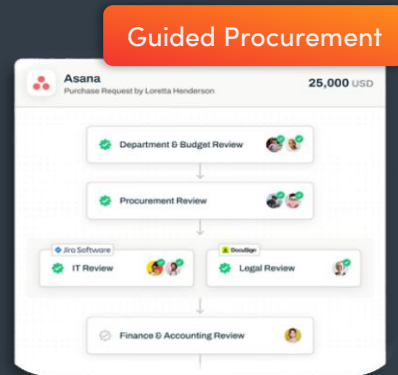 Guided Procurement
Asana
Purchase Request by Loretta Henderson
25,000 USD
Department & Budget Review
Procurement Review
Jira Software
IT Review
DocuSign
Legal Review
Finance & Accounting Review